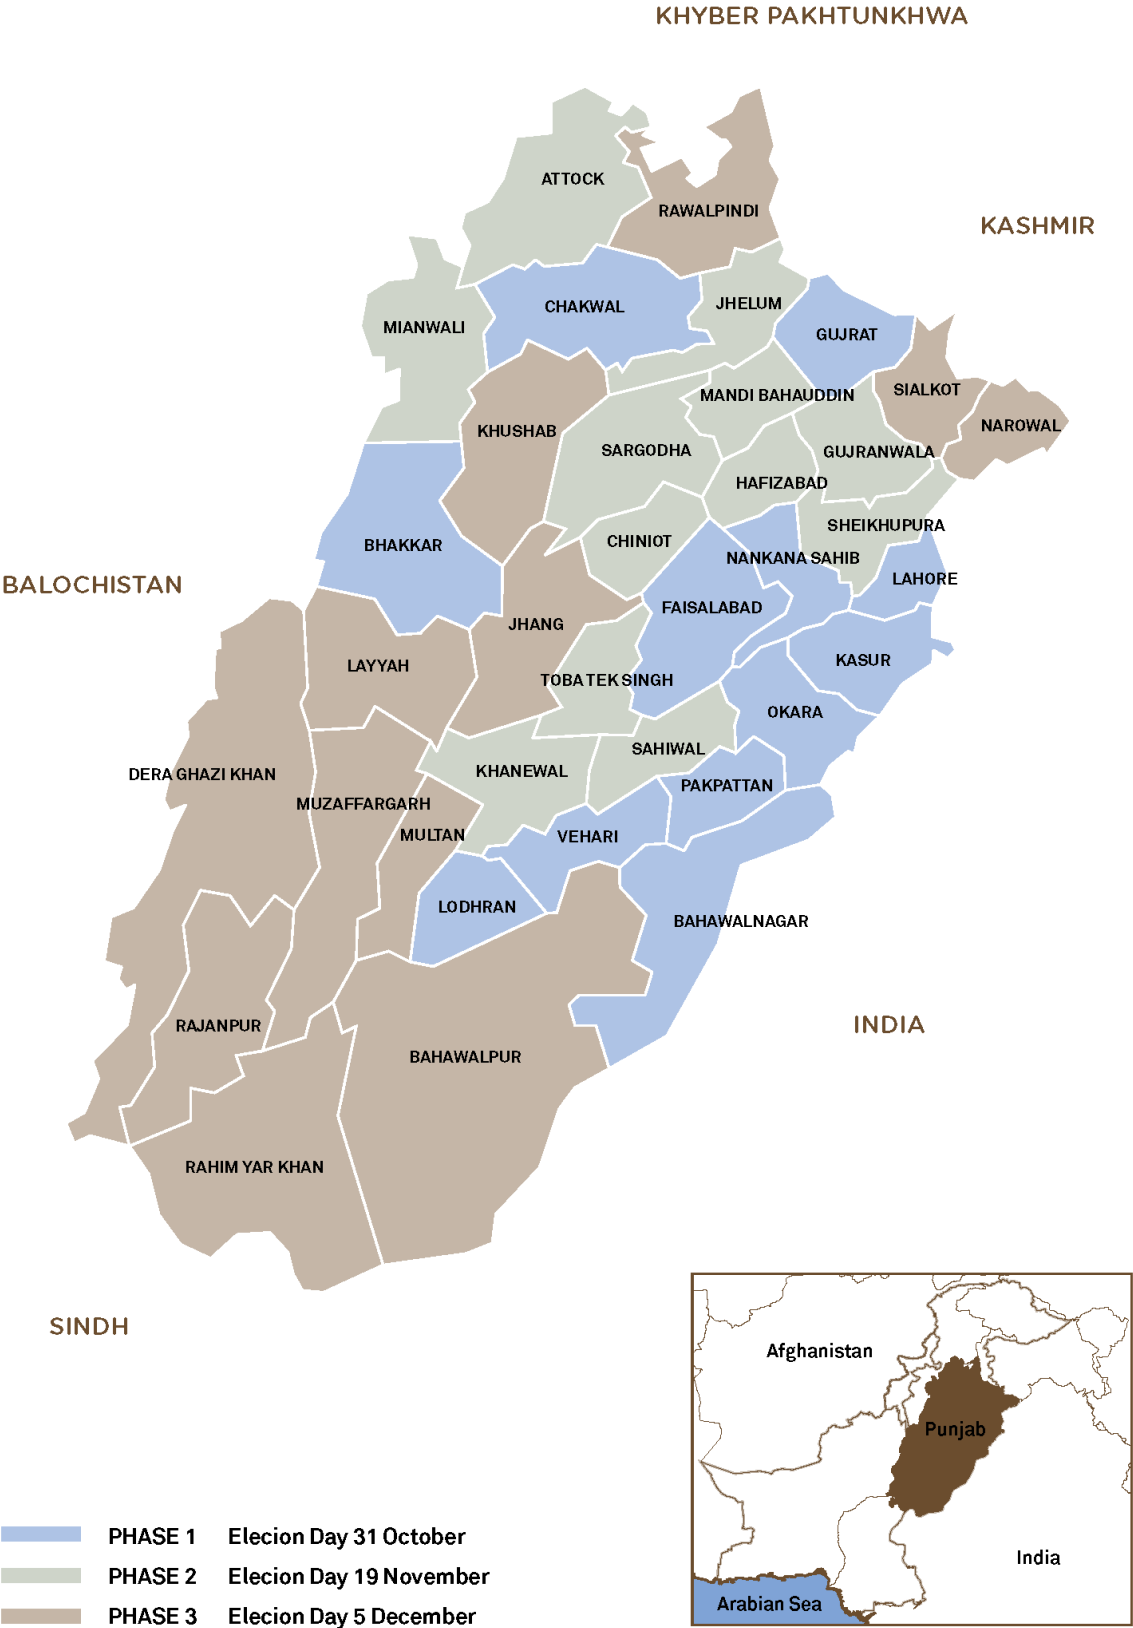 KHYBER PAKHTUNKHWA
ATTOCK
RAWALPINDI
KASHMIR
CHAKWAL
JHELUM
MIANWALI
GUJRAT
SIALKOT
MANDI BAHAUDDIN
NAROWAL
KHUSHAB
SARGODHA
GUJRANWALA
HAFIZABAD
SHEIKHUPURA
CHINIOT
BHAKKAR
NANKANA SAHIB
LAHORE
BALOCHISTAN
FAISALABAD
JHANG
KASUR
LAYYAH
TOBA TEK SINGH
OKARA
SAHIWAL
DERA GHAZI KHAN
KHANEWAL
PAKPATTAN
MUZAFFARGARH
MULTAN
VEHARI
LODHRAN
BAHAWALNAGAR
INDIA
RAJANPUR
BAHAWALPUR
RAHIM YAR KHAN
SINDH
Afghanistan
Punjab
India
Arabian Sea
PHASE 1 Elecion Day 31 October
PHASE 2 Elecion Day 19 November
PHASE 3 Elecion Day 5 December